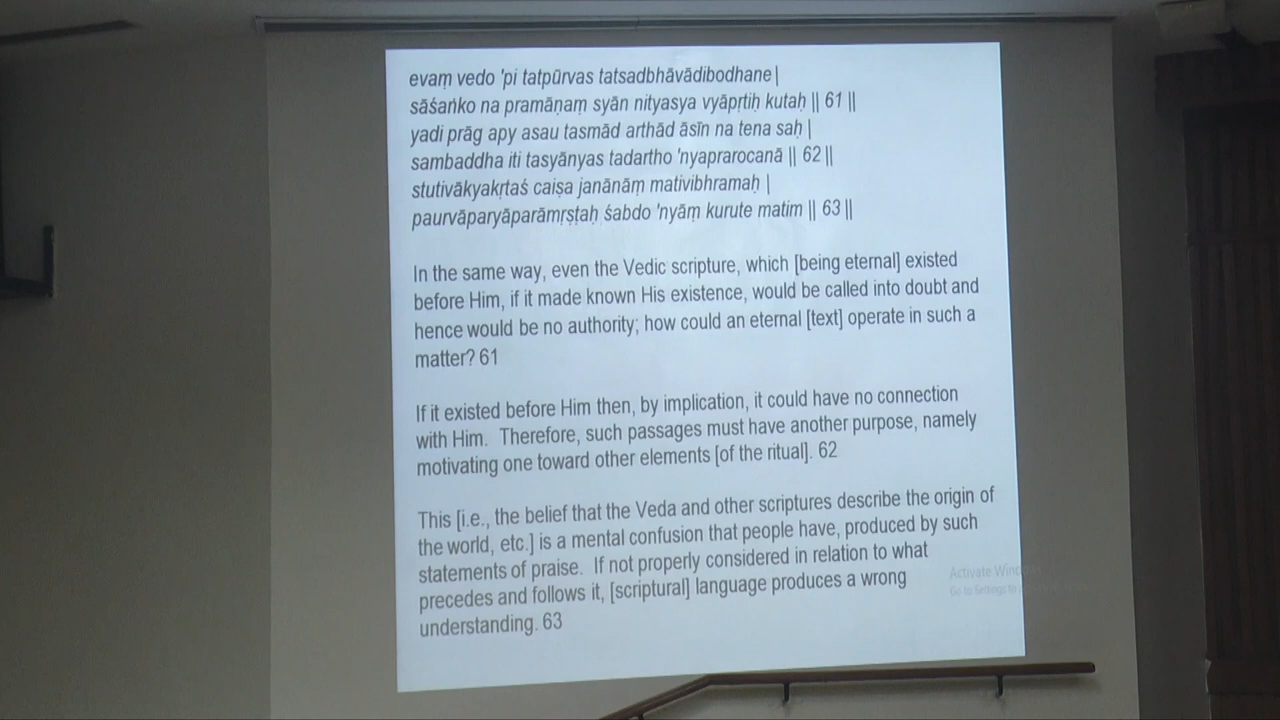 evaṃ vedo 'pi tatpūrvas tatsadbhāvādibodhane |
sāśaṅko na pramāṇaṃ syān nityasya vyāpṛtiḥ kutaḥ || 61 ||
yadi prāg apy asau tasmād arthād āsīn na tena saḥ |
sambaddha iti tasyānyas tadartho 'nyaprarocanā || 62 ||
stutivākyakṛtaś caiṣa janānāṃ mativibhramaḥ |
paurvāparyāparāmṛṣṭaḥ śabdo 'nyāṃ kurute matim || 63 ||
In the same way, even the Vedic scripture, which [being eternal] existed
before Him, if it made known His existence, would be called into doubt and
hence would be no authority; how could an eternal [text] operate in such a
matter? 61
If it existed before Him then, by implication, it could have no connection
with Him. Therefore, such passages must have another purpose, namely
motivating one toward other elements [of the ritual]. 62
This [i.e., the belief that the Veda and other scriptures describe the origin of
the world, etc.] is a mental confusion that people have, produced by such
statements of praise. If not properly considered in relation to what
precedes and follows it, [scriptural] language produces a wrong
understanding. 63
Activate Wind
Go to Settings to